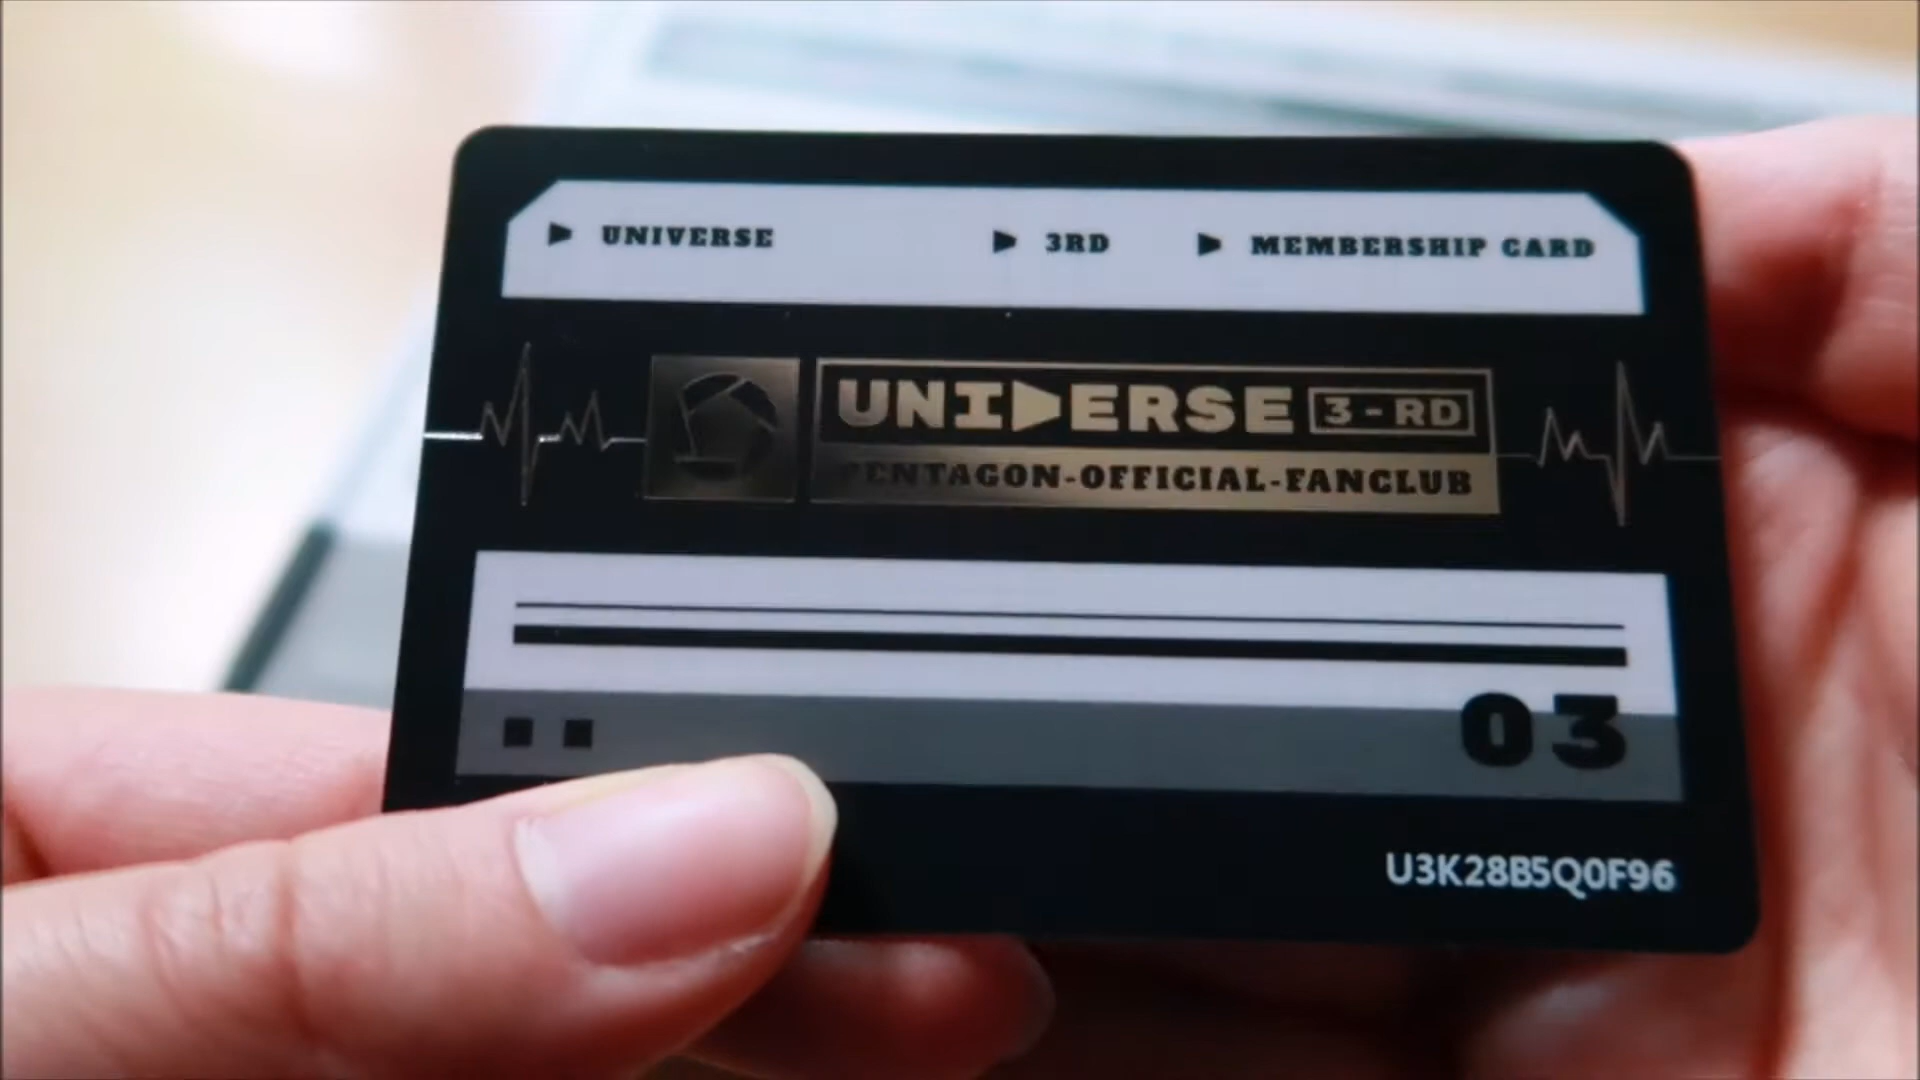 UNIVERSE 3RD MEMBERSHIP CARD
UNIVERSE 3-RD
PENTAGON-OFFICIAL-FANCLUB
03
U3K28B5Q0F96